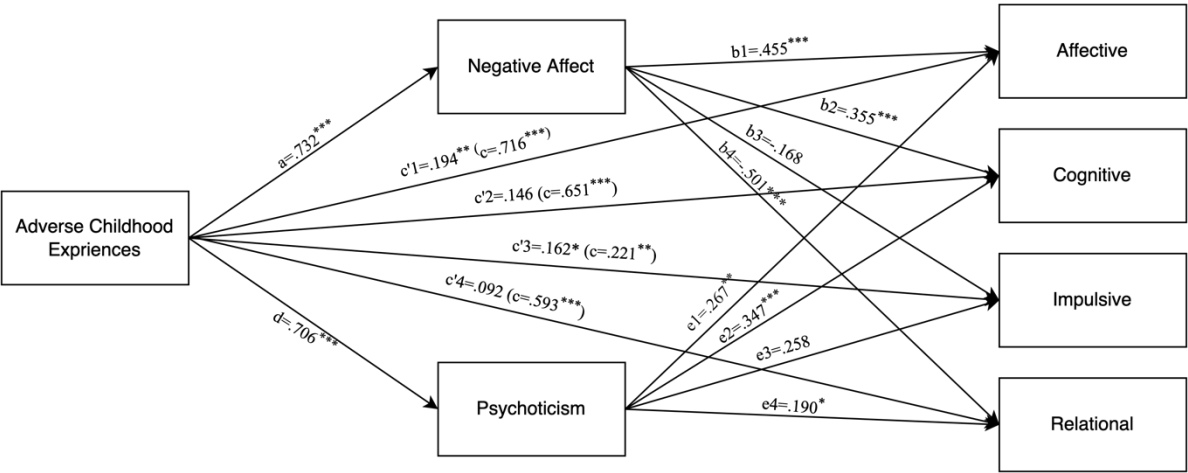 Affective
Negative Affect
b1=.455***
b2=.355***
b3=-.168
b4=-.501***
a=.732***
c'1=.194** (c=.716***)
Cognitive
c'2=.146 (c=.651***)
Adverse Childhood
Expriences
c'3=.162* (c=.221**)
c'4=.092 (c=.593***)
Impulsive
d=.706***
e1=.267**
e2=.347***
e3=.258
e4=.190*
Psychoticism
Relational